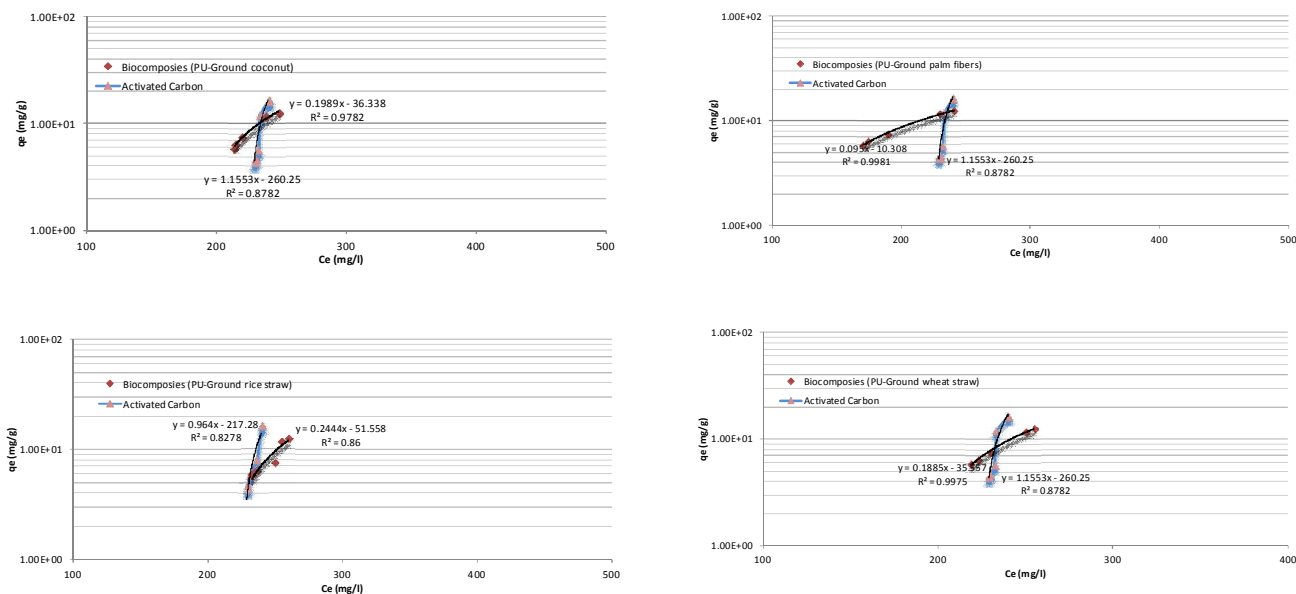 1.00E+02
Biocomposies (PU-Ground coconut)
Activated Carbon
y = 0.1989x - 36.338
R² = 0.9782
1.00E+01
qe (mg/g)
y = 1.1553x - 260.25
R² = 0.8782
1.00E+00
100 200 300 400 500
Ce (mg/l)
1.00E+02
Biocomposies (PU-Ground palm fibers)
Activated Carbon
1.00E+01
qe (mg/g)
y = 0.095x - 10.308
R² = 0.9981
y = 1.1553x - 260.25
R² = 0.8782
1.00E+00
100 200 300 400 500
Ce (mg/l)
1.00E+02
Biocomposies (PU-Ground rice straw)
Activated Carbon
y = 0.964x - 217.28
R² = 0.8278
y = 0.2444x - 51.558
R² = 0.86
1.00E+01
qe (mg/g)
1.00E+00
100 200 300 400 500
Ce (mg/l)
1.00E+02
Biocomposies (PU-Ground wheat straw)
Activated Carbon
1.00E+01
qe (mg/g)
y = 0.1885x -
R² = 0.9975
y = 1.1553x - 260.25
R² = 0.8782
1.00E+00
100 200 300 400
Ce (mg/l)